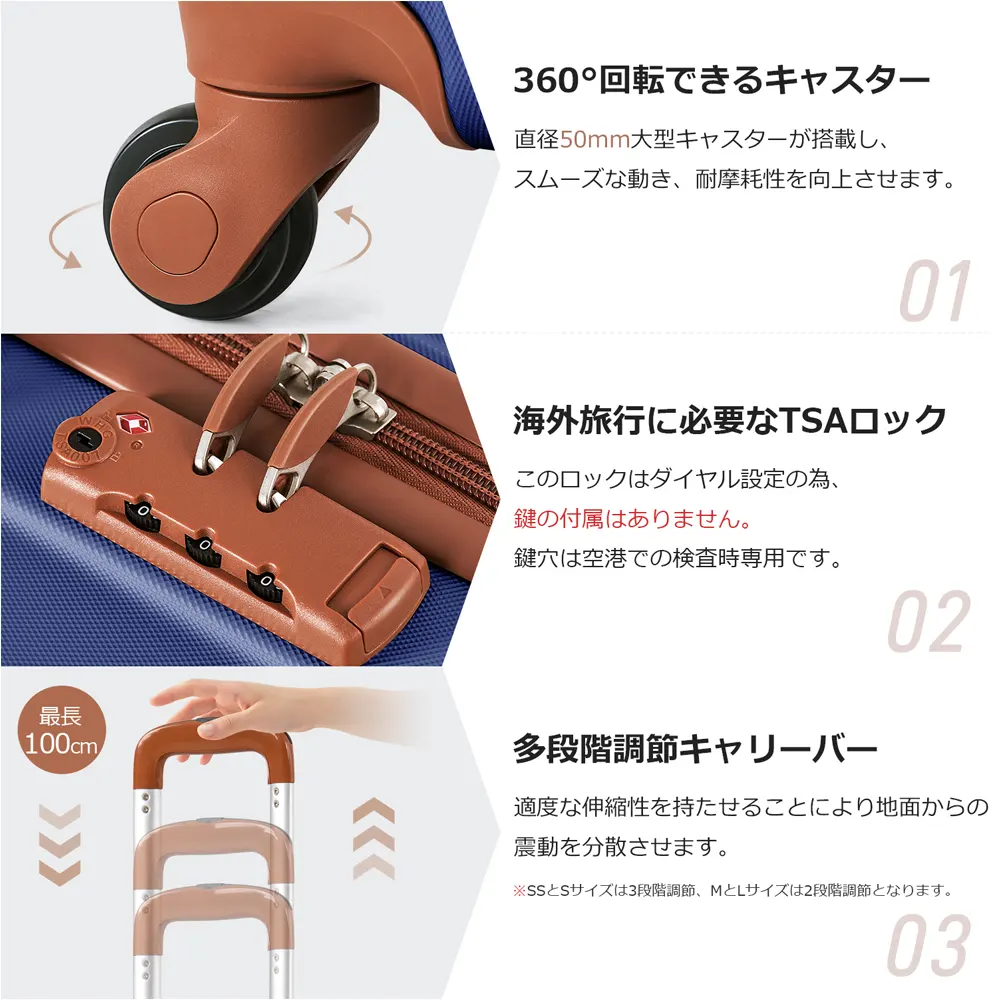 360°回転できるキャスター
直径50mm大型キャスターが搭載し、
スムーズな動き、耐摩耗性を向上させます。
01
TSA007
0
0
0
海外旅行に必要なTSAロック
このロックはダイヤル設定の為、
鍵の付属はありません。
鍵穴は空港での検査時専用です。
02
最長
100cm
多段階調節キャリーバー
適度な伸縮性を持たせることにより地面からの
震動を分散させます。
※SSとSサイズは3段階調節、MとLサイズは2段階調節となります。
03